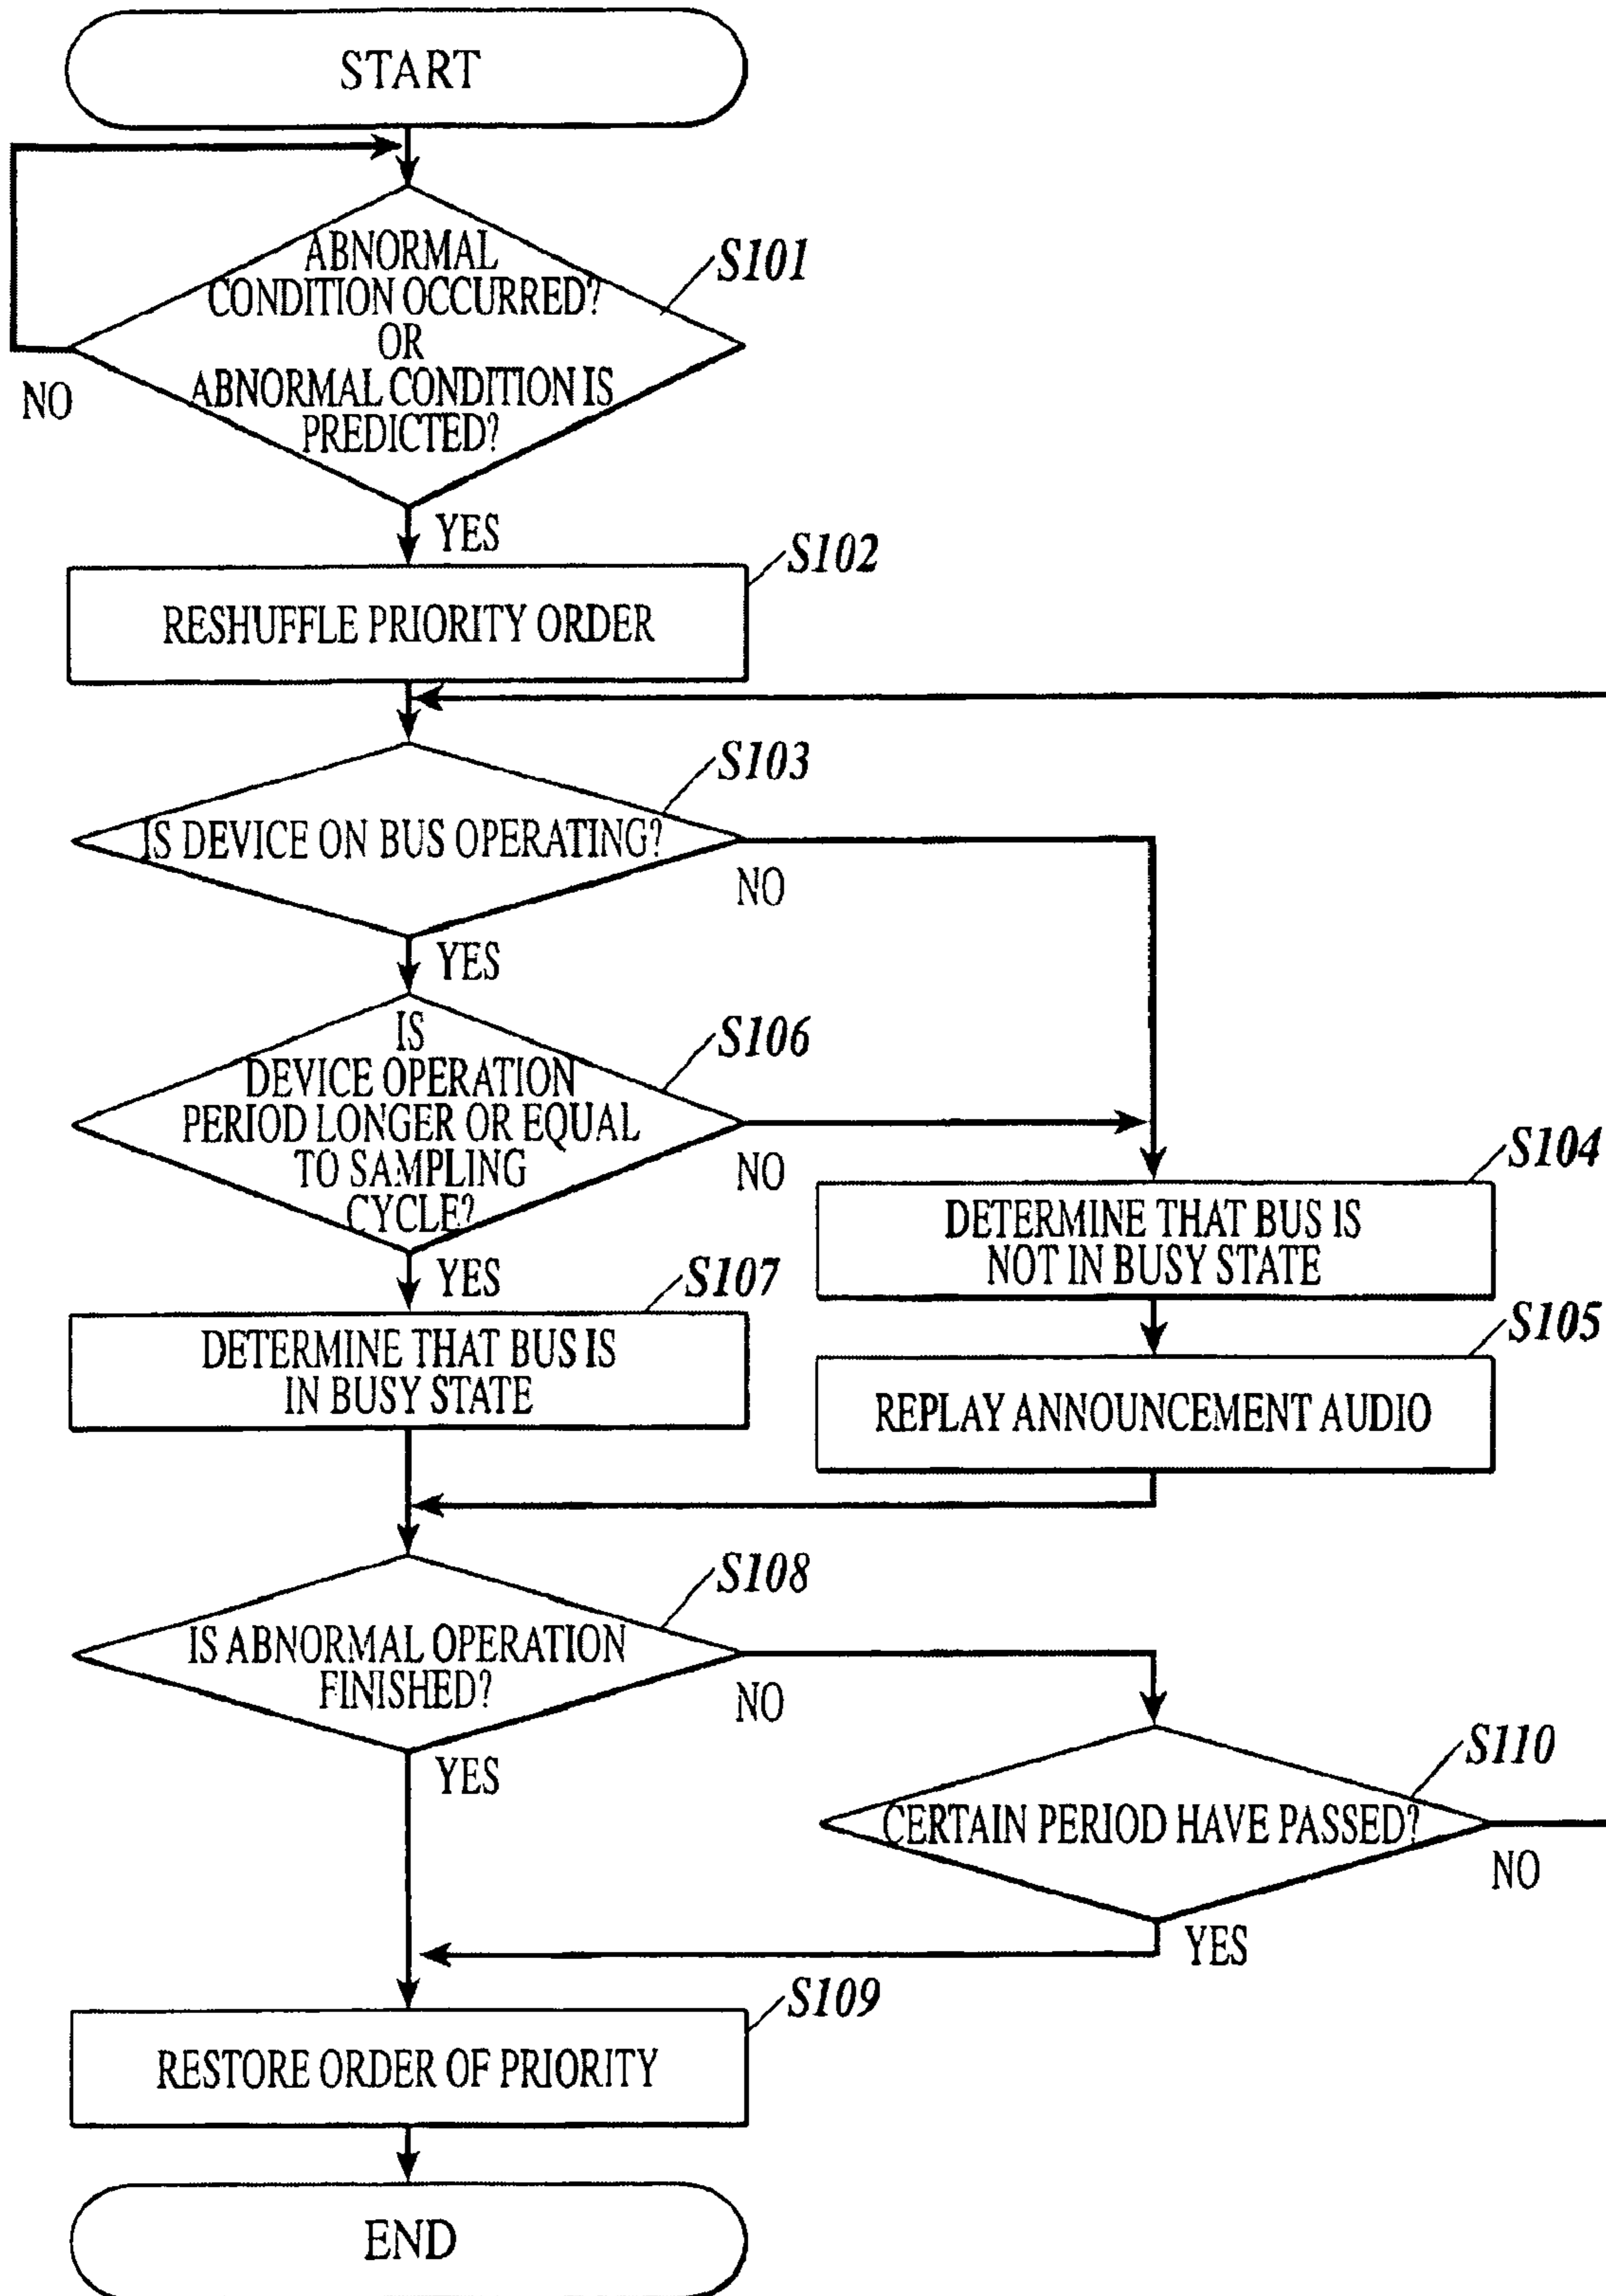 START
ABNORMAL
CONDITION OCCURRED?
OR
ABNORMAL CONDITION IS
PREDICTED?
S101
NO
YES
S102
RESHUFFLE PRIORITY ORDER
S103
IS DEVICE ON BUS OPERATING?
NO
YES
IS
DEVICE OPERATION
PERIOD LONGER OR EQUAL
TO SAMPLING
CYCLE?
S106
NO
YES
S104
DETERMINE THAT BUS IS
NOT IN BUSY STATE
S107
DETERMINE THAT BUS IS
IN BUSY STATE
S105
REPLAY ANNOUNCEMENT AUDIO
S108
IS ABNORMAL OPERATION
FINISHED?
NO
YES
S110
CERTAIN PERIOD HAVE PASSED?
NO
YES
S109
RESTORE ORDER OF PRIORITY
END